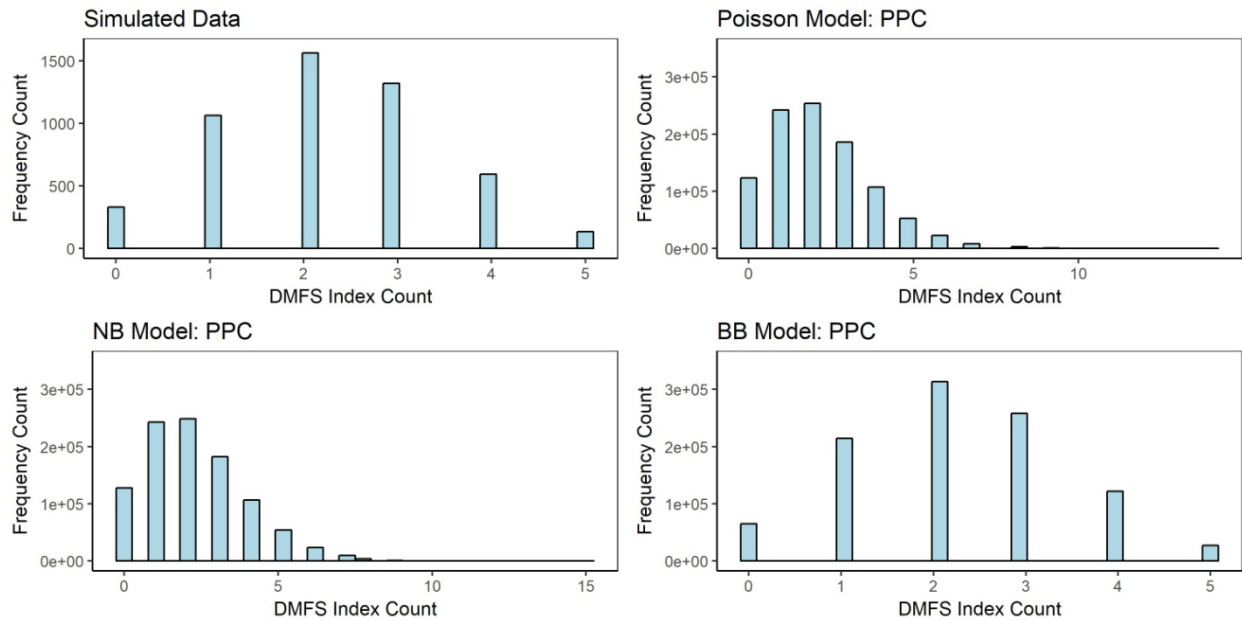 Simulated Data
Frequency Count
1500
1000
500
0
0 1 2 3 4 5
DMFS Index Count
Poisson Model: PPC
Frequency Count
3e+05
2e+05
1e+05
0e+00
0 5 10
DMFS Index Count
NB Model: PPC
Frequency Count
3e+05
2e+05
1e+05
0e+00
0 5 10 15
DMFS Index Count
BB Model: PPC
Frequency Count
3e+05
2e+05
1e+05
0e+00
0 1 2 3 4 5
DMFS Index Count